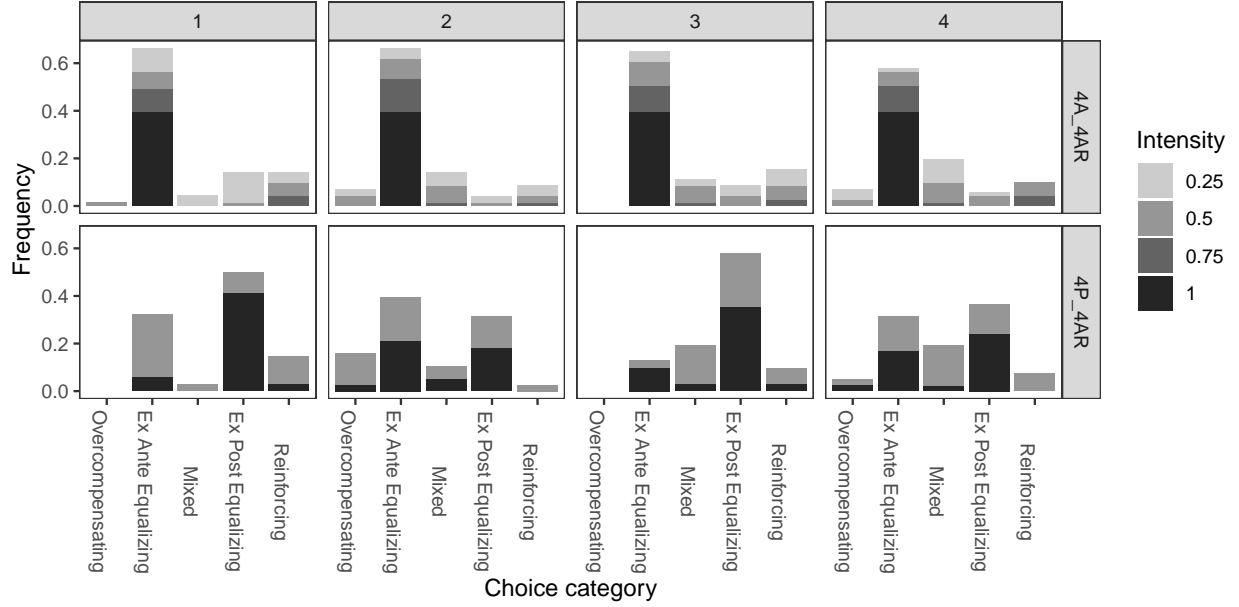 1 2 3 4
0.6
0.4
0.2
0.0
4A_4AR
0.6
0.4
0.2
0.0
4P_4AR
Frequency
Overcompensating
Ex Ante Equalizing
Mixed
Ex Post Equalizing
Reinforcing
Overcompensating
Ex Ante Equalizing
Mixed
Ex Post Equalizing
Reinforcing
Overcompensating
Ex Ante Equalizing
Mixed
Ex Post Equalizing
Reinforcing
Overcompensating
Ex Ante Equalizing
Mixed
Ex Post Equalizing
Reinforcing
Choice category
Intensity
0.25
0.5
0.75
1